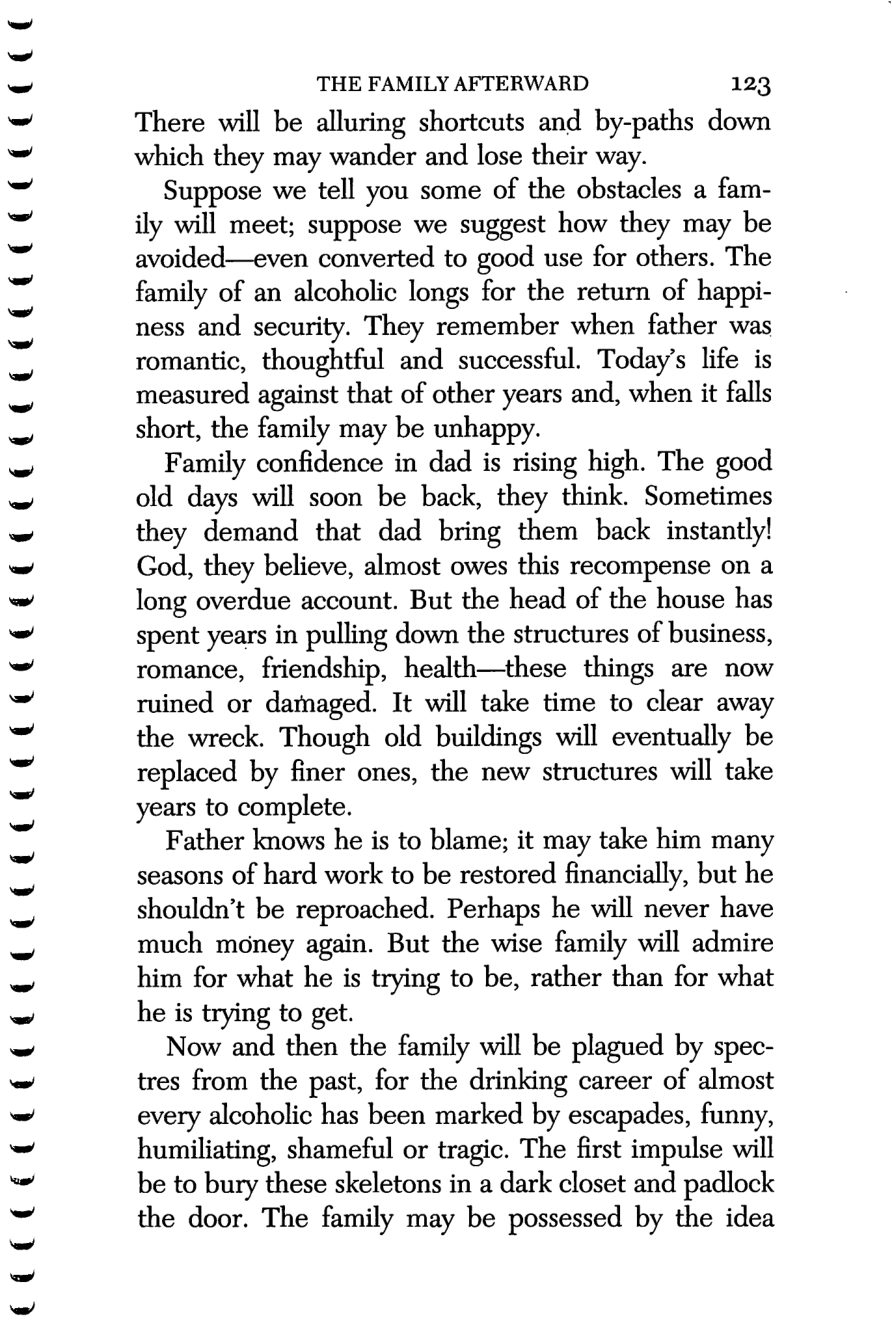 THE FAMILY AFTERWARD 123
There will be alluring shortcuts and by-paths down
which they may wander and lose their way.
Suppose we tell you some of the obstacles a fam-
ily will meet; suppose we suggest how they may be
avoided—even converted to good use for others. The
family of an alcoholic longs for the return of happi-
ness and security. They remember when father was
romantic, thoughtful and successful. Today's life is
measured against that of other years and, when it falls
short, the family may be unhappy.
Family confidence in dad is rising high. The good
old days will soon be back, they think. Sometimes
they demand that dad bring them back instantly!
God, they believe, almost owes this recompense on a
long overdue account. But the head of the house has
spent years in pulling down the structures of business,
romance, friendship, health—these things are now
ruined or damaged. It will take time to clear away
the wreck. Though old buildings will eventually be
replaced by finer ones, the new structures will take
years to complete.
Father knows he is to blame; it may take him many
seasons of hard work to be restored financially, but he
shouldn't be reproached. Perhaps he will never have
much money again. But the wise family will admire
him for what he is trying to be, rather than for what
he is trying to get.
Now and then the family will be plagued by spec-
tres from the past, for the drinking career of almost
every alcoholic has been marked by escapades, funny,
humiliating, shameful or tragic. The first impulse will
be to bury these skeletons in a dark closet and padlock
the door. The family may be possessed by the idea